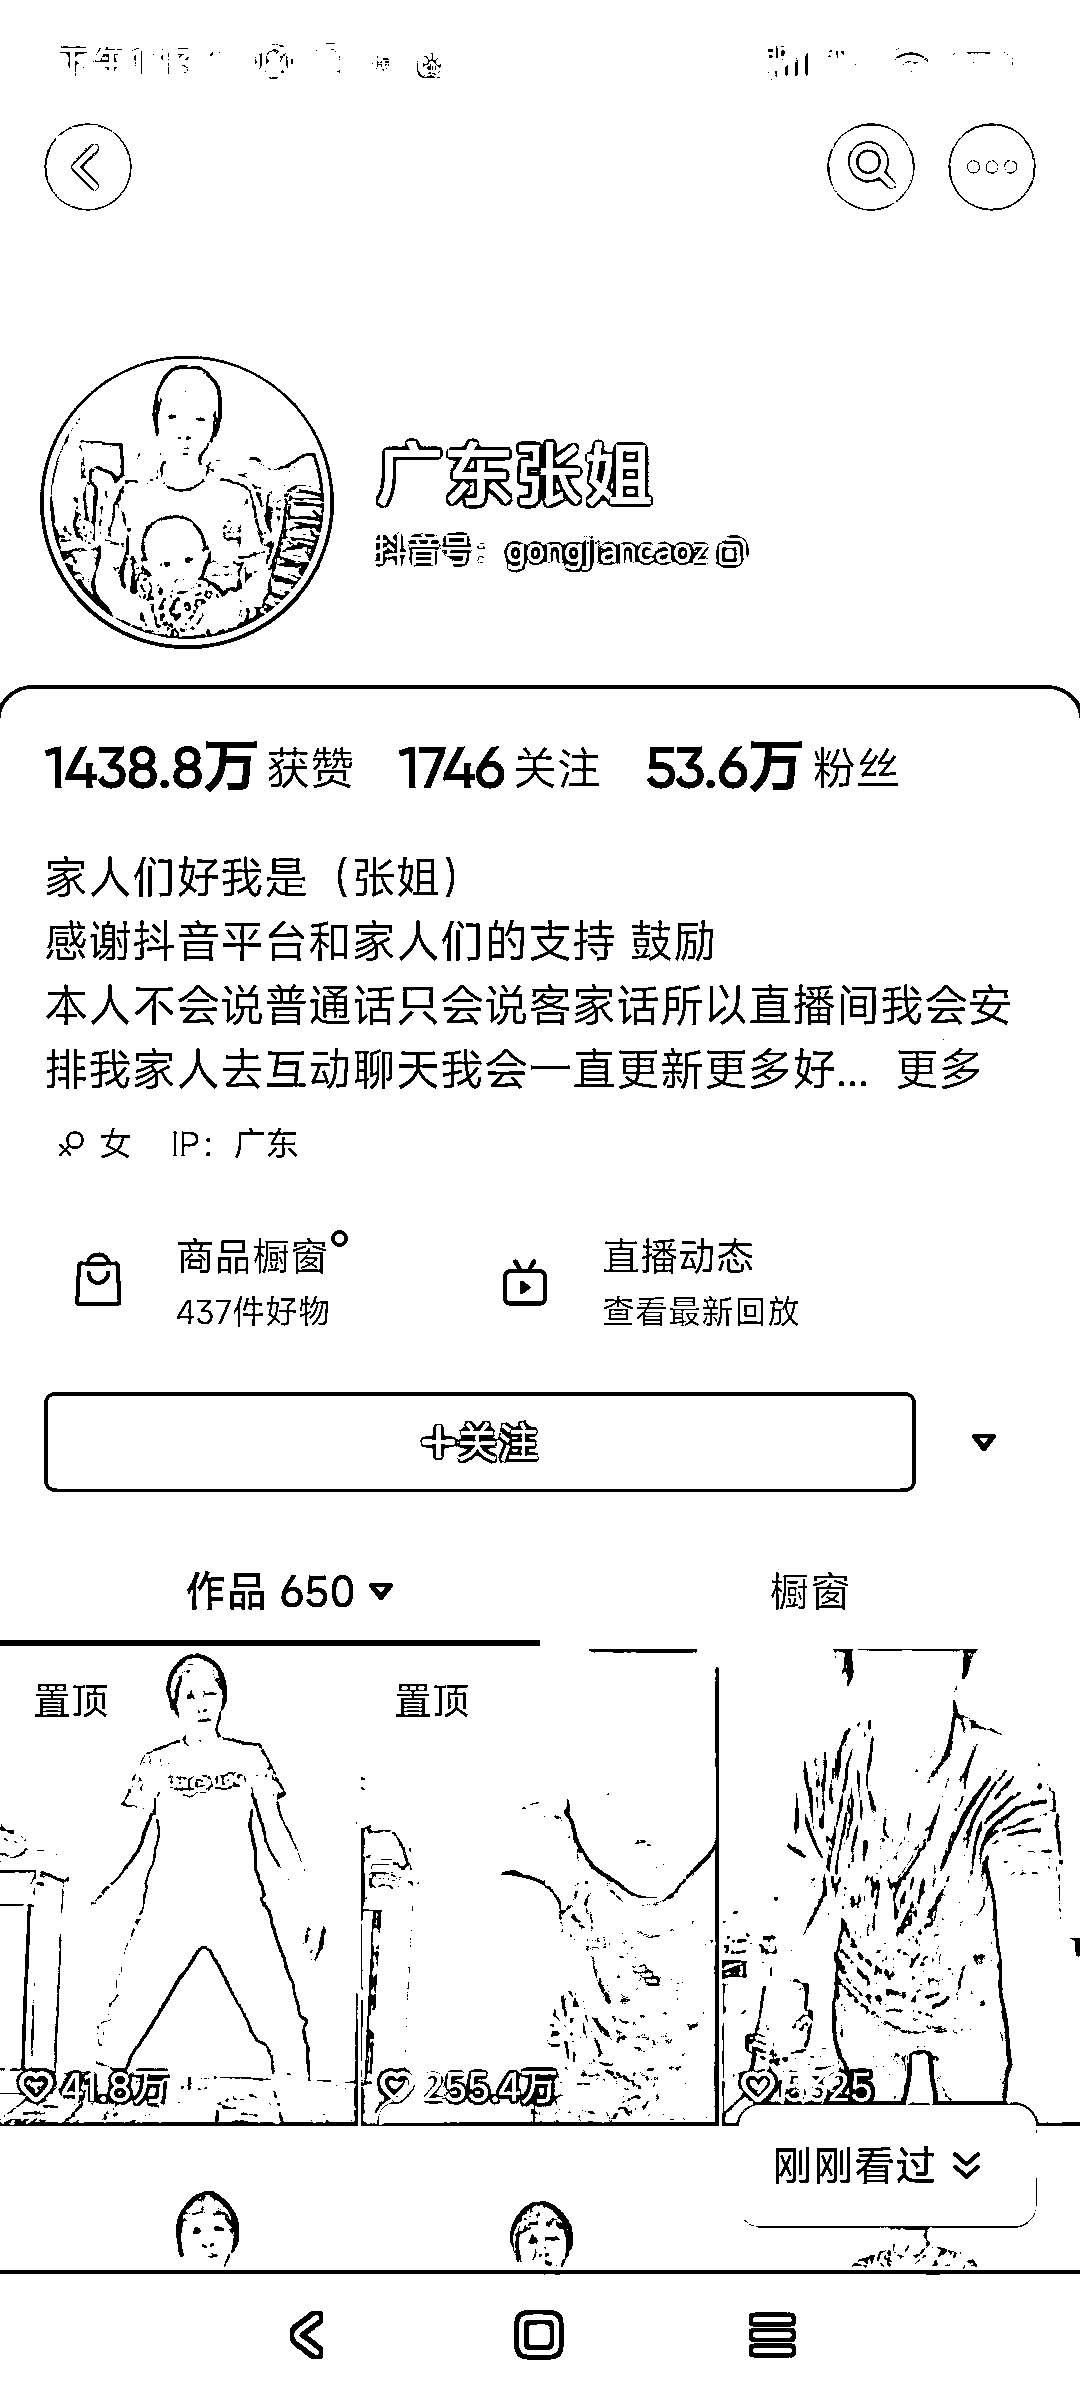 广东张姐
抖音号：gongjiancaoz
1438.8万 获赞 1746 关注 53.6万 粉丝
家人们好我是（张姐）
感谢抖音平台和家人们的支持 鼓励
本人不会说普通话只会说客家话所以直播间我会安
排我家人去互动聊天我会一直更新更多好... 更多
女 IP：广东
商品橱窗 直播动态
437件好物 查看最新回放
+关注
作品 650 橱窗
置顶 置顶
41.8万 255.4万
刚刚看过